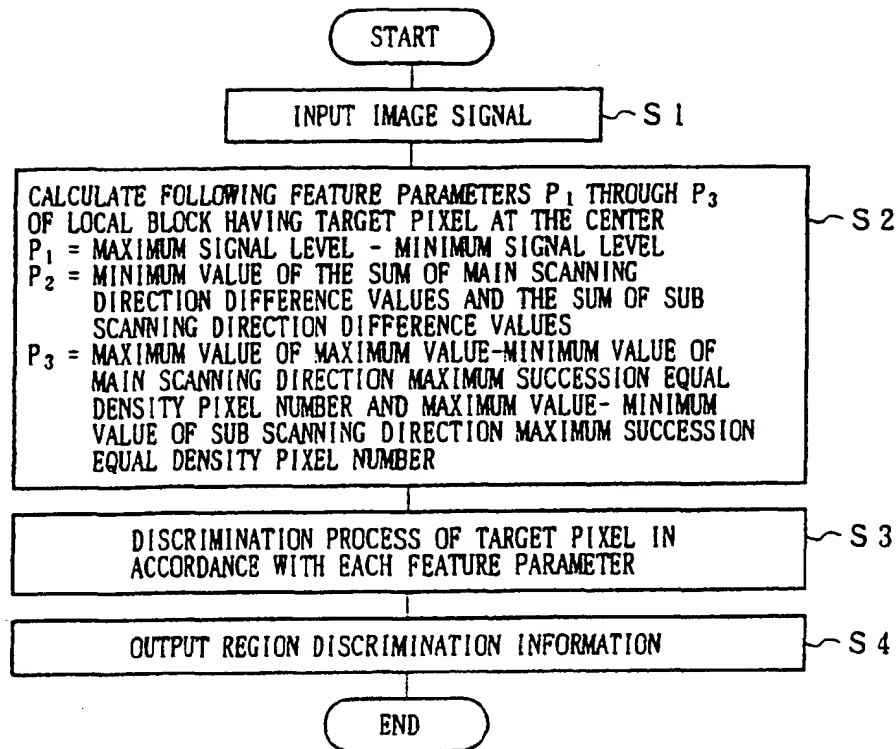 START
INPUT IMAGE SIGNAL
S 1
CALCULATE FOLLOWING FEATURE PARAMETERS P1 THROUGH P3
OF LOCAL BLOCK HAVING TARGET PIXEL AT THE CENTER
P1 = MAXIMUM SIGNAL LEVEL - MINIMUM SIGNAL LEVEL
P2 = MINIMUM VALUE OF THE SUM OF MAIN SCANNING
DIRECTION DIFFERENCE VALUES AND THE SUM OF SUB
SCANNING DIRECTION DIFFERENCE VALUES
P3 = MAXIMUM VALUE OF MAXIMUM VALUE-MINIMUM VALUE OF
MAIN SCANNING DIRECTION MAXIMUM SUCCESSION EQUAL
DENSITY PIXEL NUMBER AND MAXIMUM VALUE- MINIMUM
VALUE OF SUB SCANNING DIRECTION MAXIMUM SUCCESSION
EQUAL DENSITY PIXEL NUMBER
S 2
DISCRIMINATION PROCESS OF TARGET PIXEL IN
ACCORDANCE WITH EACH FEATURE PARAMETER
S 3
OUTPUT REGION DISCRIMINATION INFORMATION
S 4
END